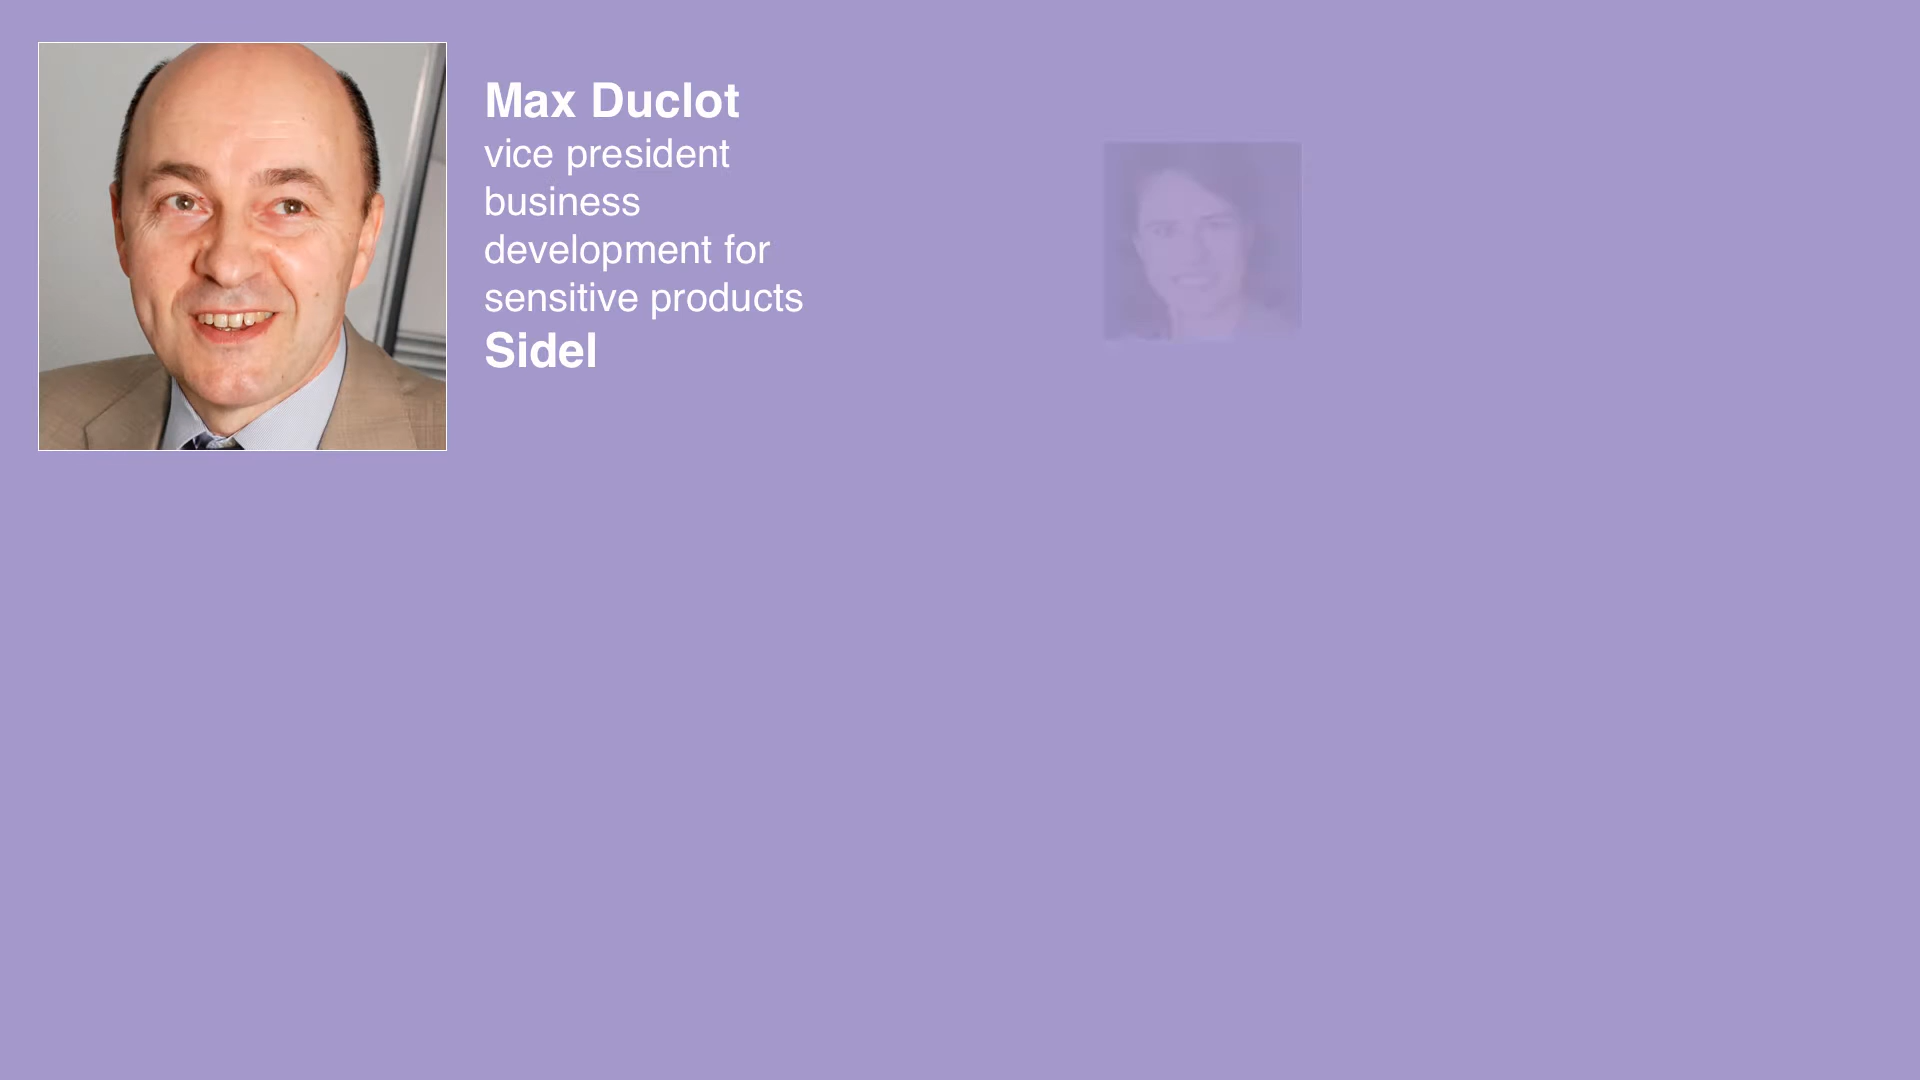 Max Duclot
vice president
business
development for
sensitive products
Sidel